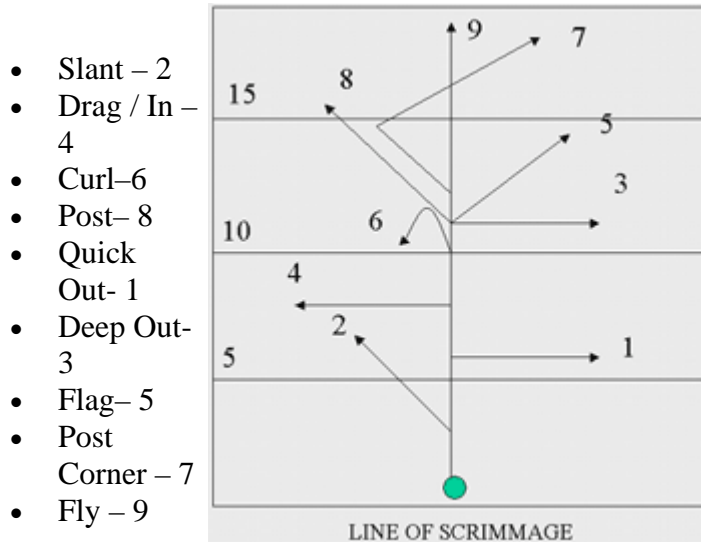 • Slant – 2
• Drag / In –
4
• Curl–6
• Post– 8
• Quick
Out- 1
• Deep Out-
3
• Flag– 5
• Post
Corner – 7
• Fly – 9
9
7
8
15
5
3
6
10
4
2
1
5
LINE OF SCRIMMAGE